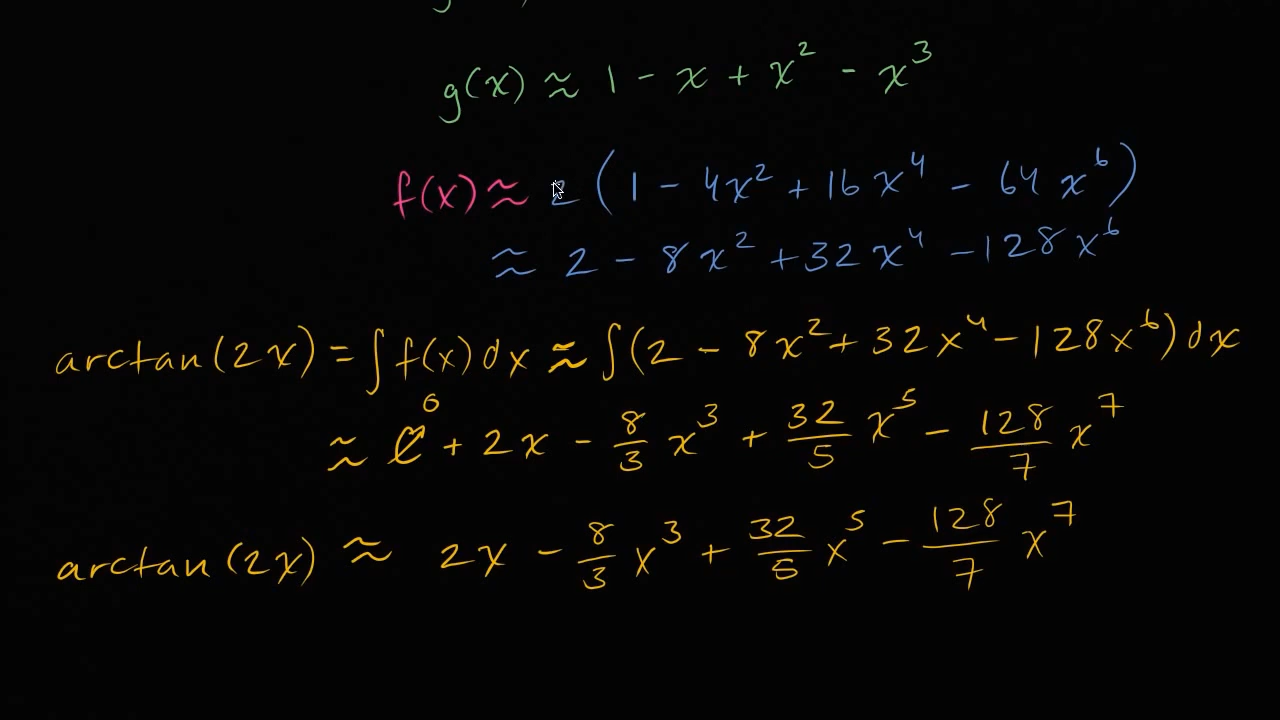 g(x) ≈ 1 - x + x² - x³
f(x) ≈ 2 (1 - 4x² + 16x⁴ - 64x⁶)
≈ 2 - 8x² + 32x⁴ - 128x⁶
arctan(2x) = ∫f(x)dx ≈ ∫(2 - 8x² + 32x⁴ - 128x⁶)dx
0
≈ C + 2x - 8/3 x³ + 32/5 x⁵ - 128/7 x⁷
arctan(2x) ≈ 2x - 8/3 x³ + 32/5 x⁵ - 128/7 x⁷